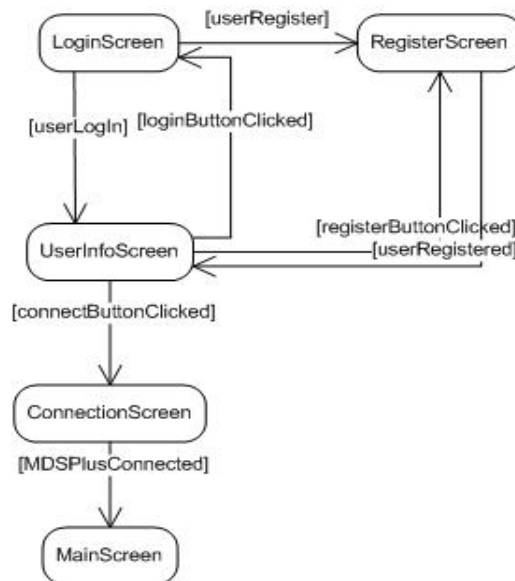 [userRegister]
LoginScreen
RegisterScreen
[userLogIn]
[loginButtonClicked]
[registerButtonClicked]
UserInfoScreen
[userRegistered]
[connectButtonClicked]
ConnectionScreen
[MDSPlusConnected]
MainScreen